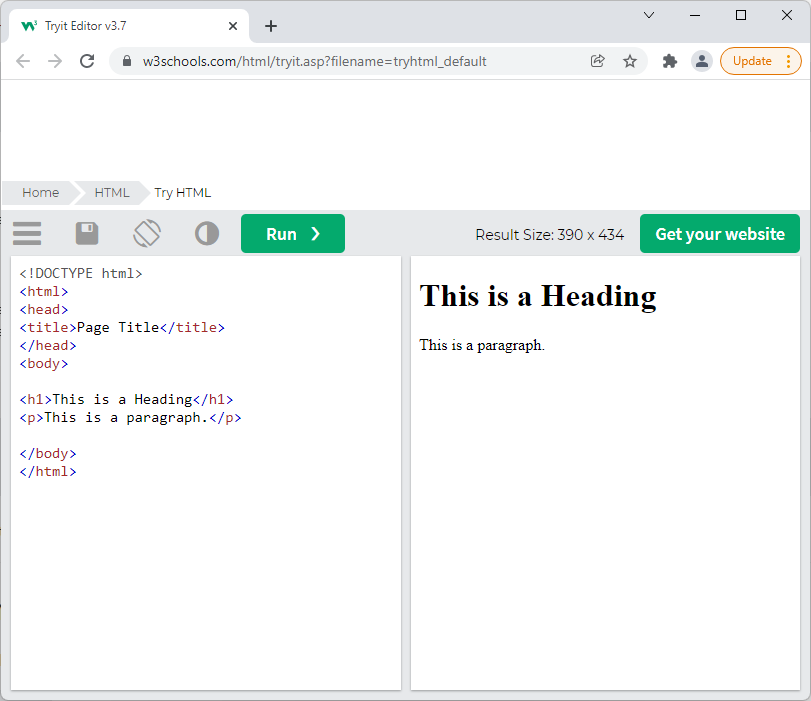 Tryit Editor v3.7
w3schools.com/html/tryit.asp?filename=tryhtml_default
Update
Home HTML Try HTML
Run ❯ Result Size: 390 x 434 Get your website
<!DOCTYPE html>
<html>
<head>
<title>Page Title</title>
</head>
<body>
<h1>This is a Heading</h1>
<p>This is a paragraph.</p>
</body>
</html>
This is a Heading
This is a paragraph.